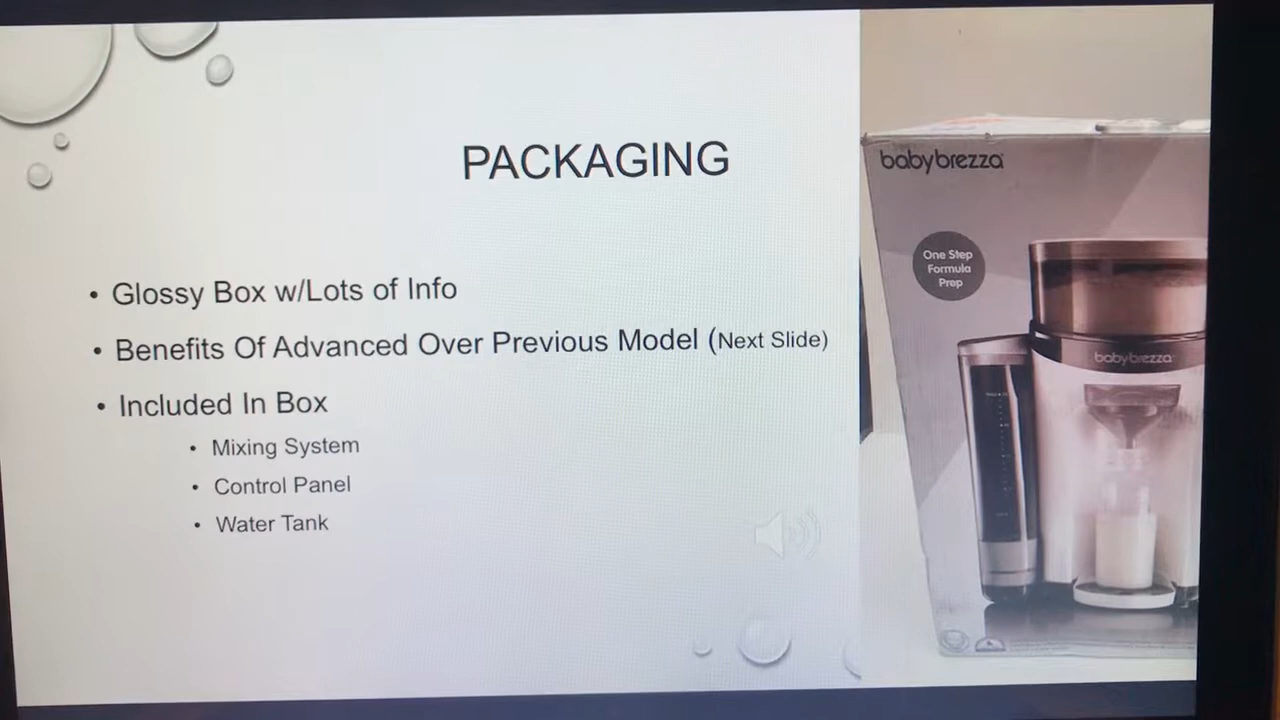 PACKAGING
• Glossy Box w/Lots of Info
• Benefits Of Advanced Over Previous Model (Next Slide)
• Included In Box
• Mixing System
• Control Panel
• Water Tank
babybrezza
One Step
Formula
Prep
babybrezza